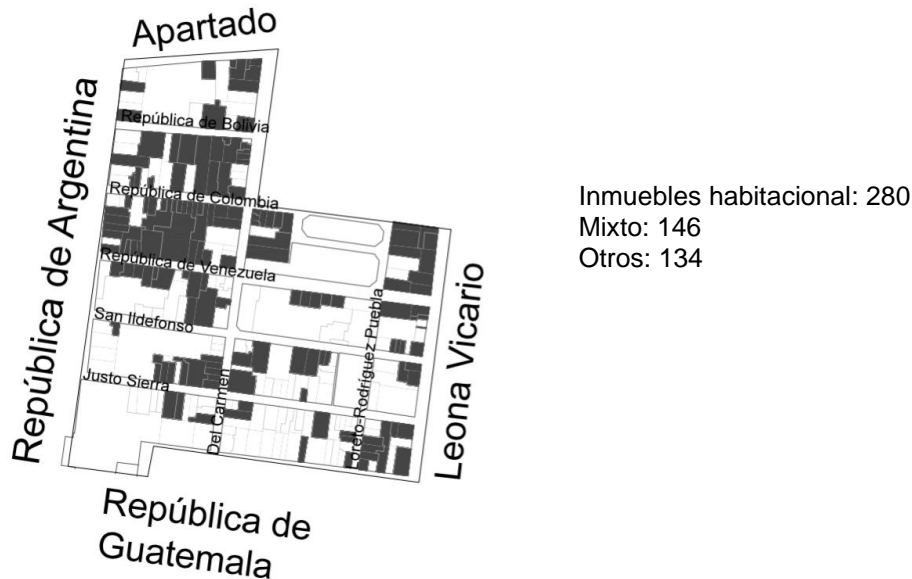 Apartado
República de Argentina
República de Bolivia
República de Colombia
República de Venezuela
San Ildefonso
Justo Sierra
Del Carmen
Loreto-Rodríguez Puebla
Leona Vicario
República de
Guatemala
Inmuebles habitacional: 280
Mixto: 146
Otros: 134